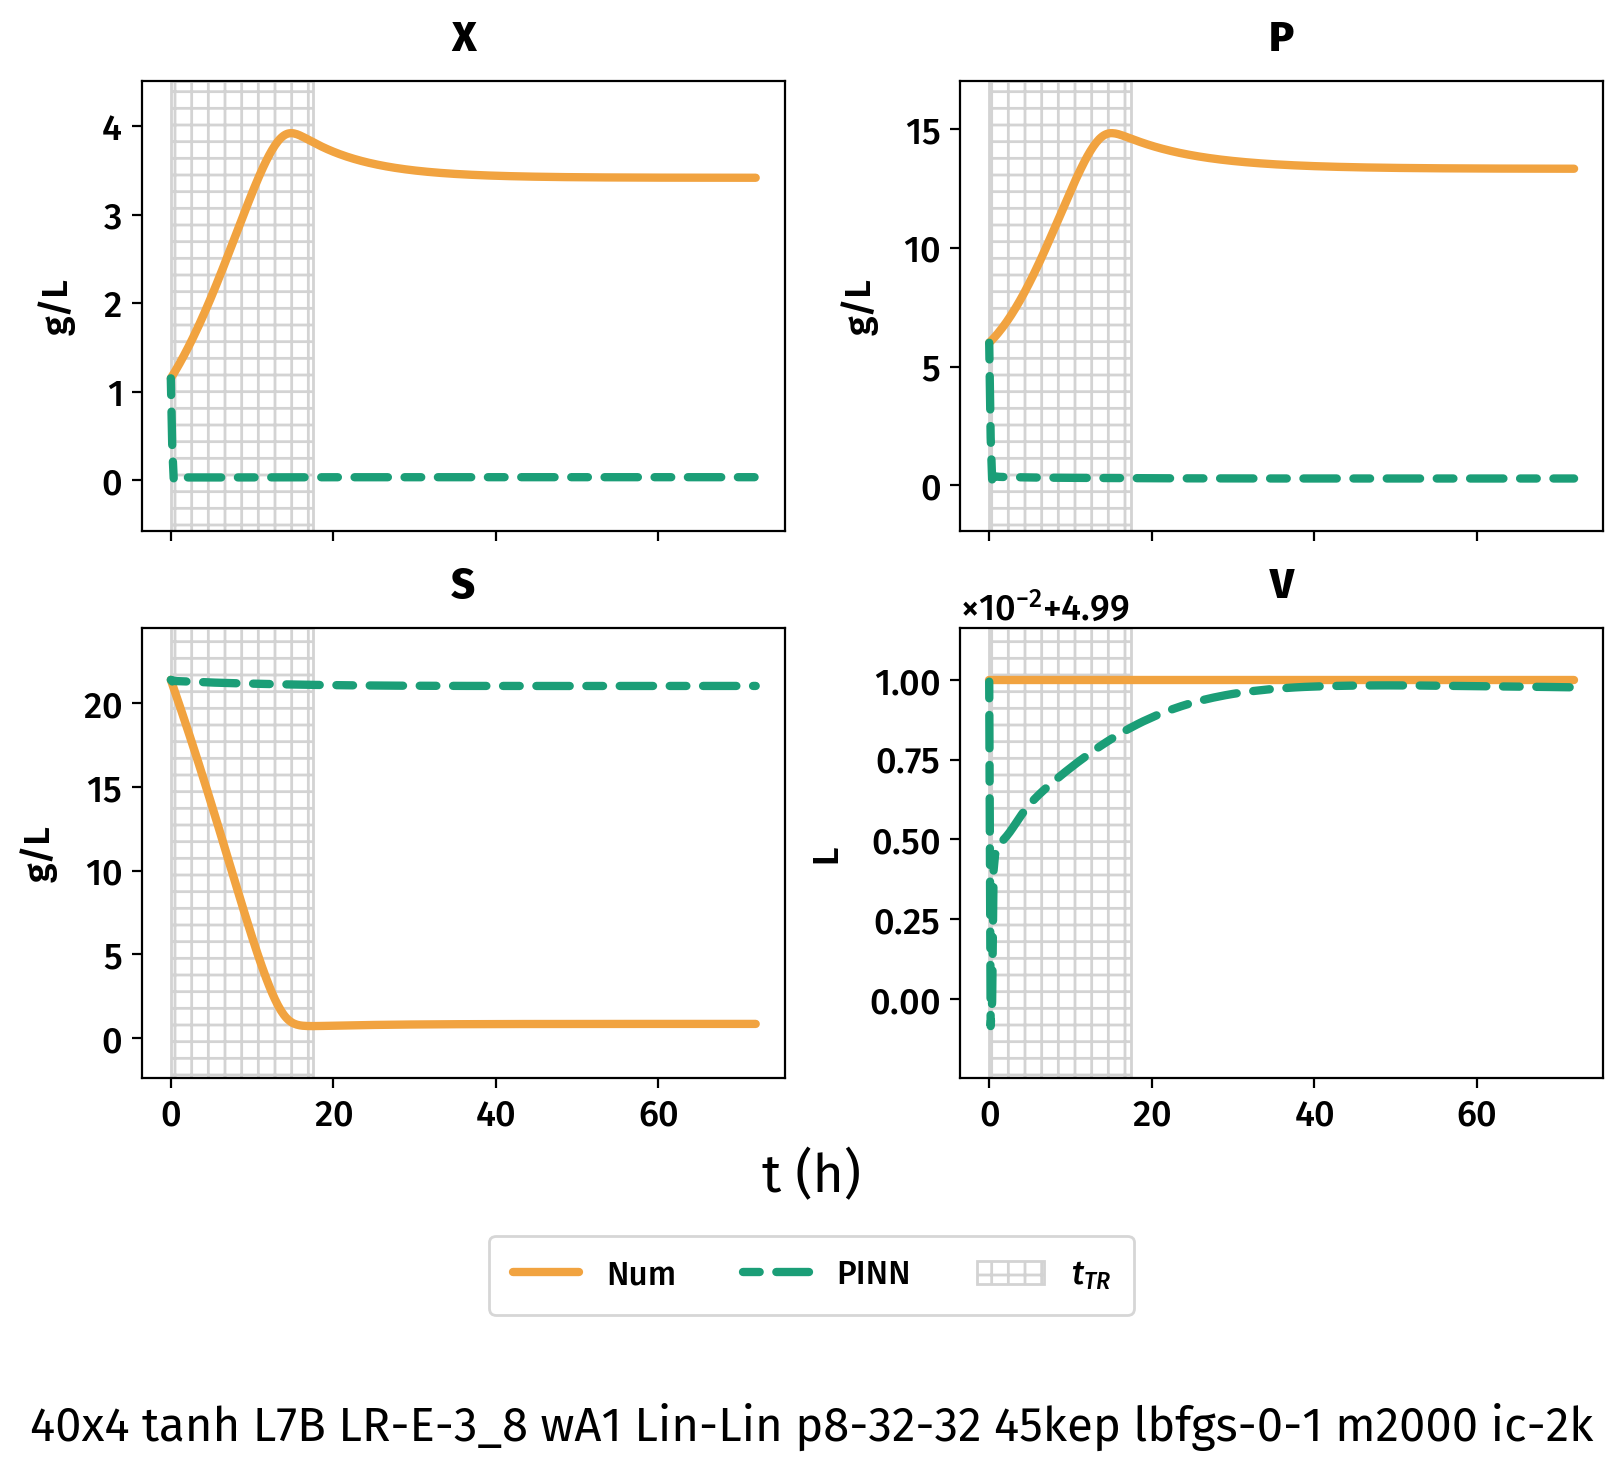 X
4
3
2
1
0
g/L
P
15
10
5
0
g/L
S
20
15
10
5
0
g/L
0 20 40 60
V
×10⁻²+4.99
1.00
0.75
0.50
0.25
0.00
L
0 20 40 60
t (h)
Num PINN t_TR
40x4 tanh L7B LR-E-3_8 wA1 Lin-Lin p8-32-32 45kep lbfgs-0-1 m2000 ic-2k